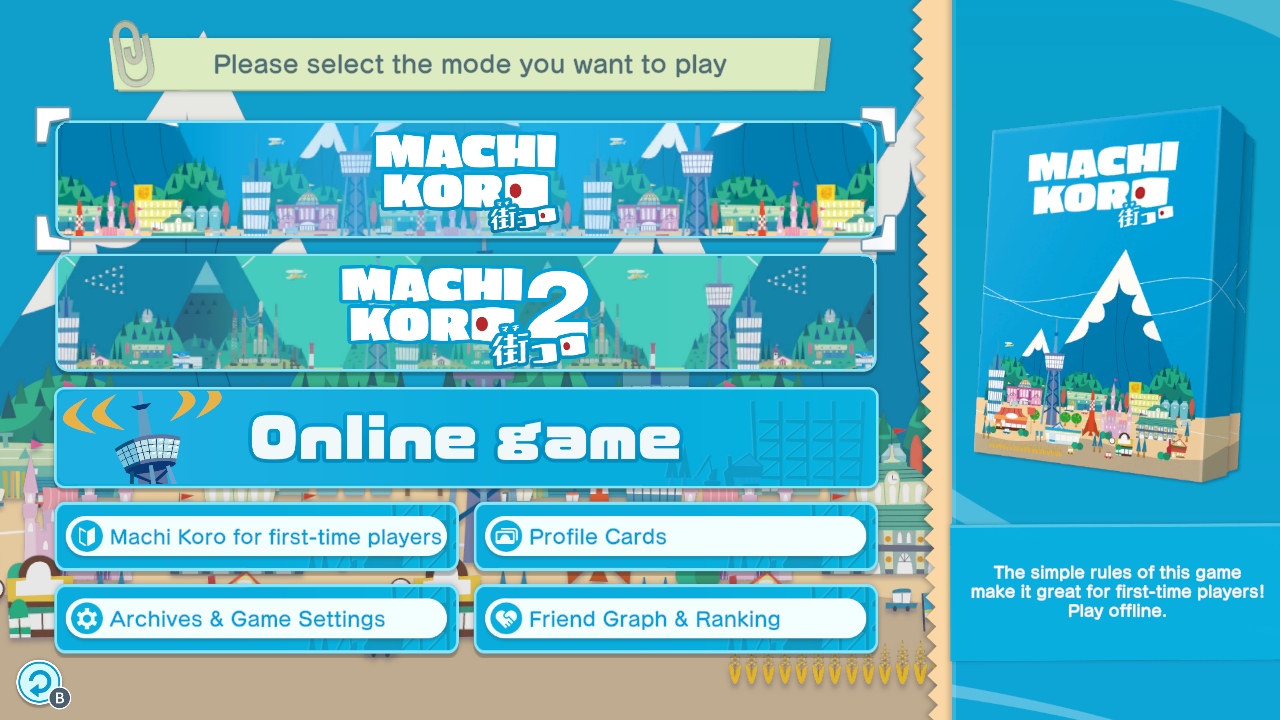 Please select the mode you want to play
MACHI
KORO
街コロ
MACHI
KORO 2
マチ
街コロ
Online game
Machi Koro for first-time players
Profile Cards
Archives & Game Settings
Friend Graph & Ranking
B
MACHI
KORO
街コロ
The simple rules of this game
make it great for first-time players!
Play offline.